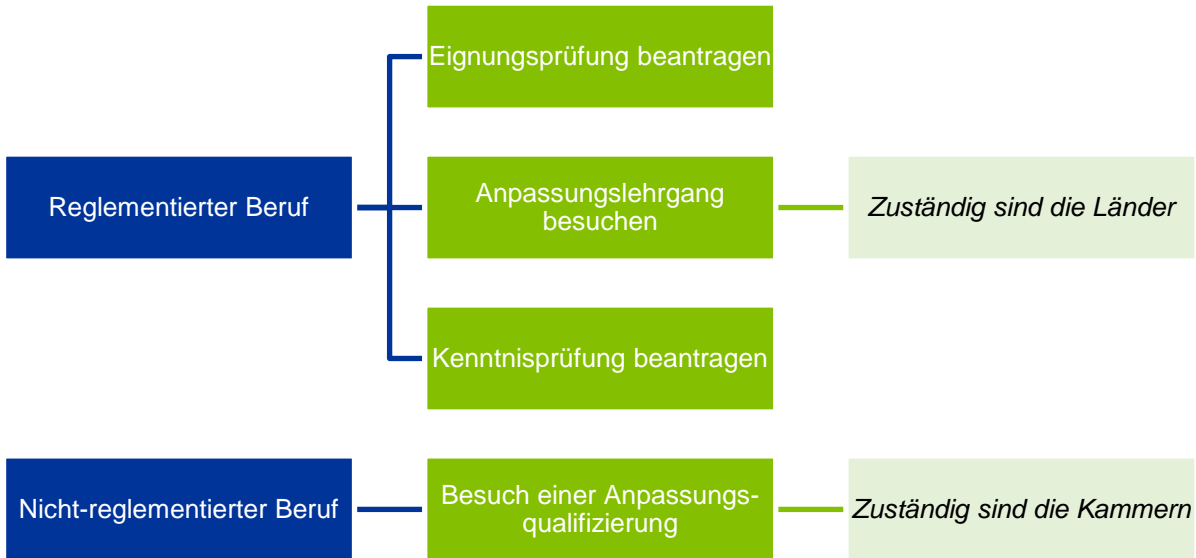 Eignungsprüfung beantragen
Reglementierter Beruf
Anpassungslehrgang
besuchen
Zuständig sind die Länder
Kenntnisprüfung beantragen
Nicht-reglementierter Beruf
Besuch einer Anpassungs-
qualifizierung
Zuständig sind die Kammern